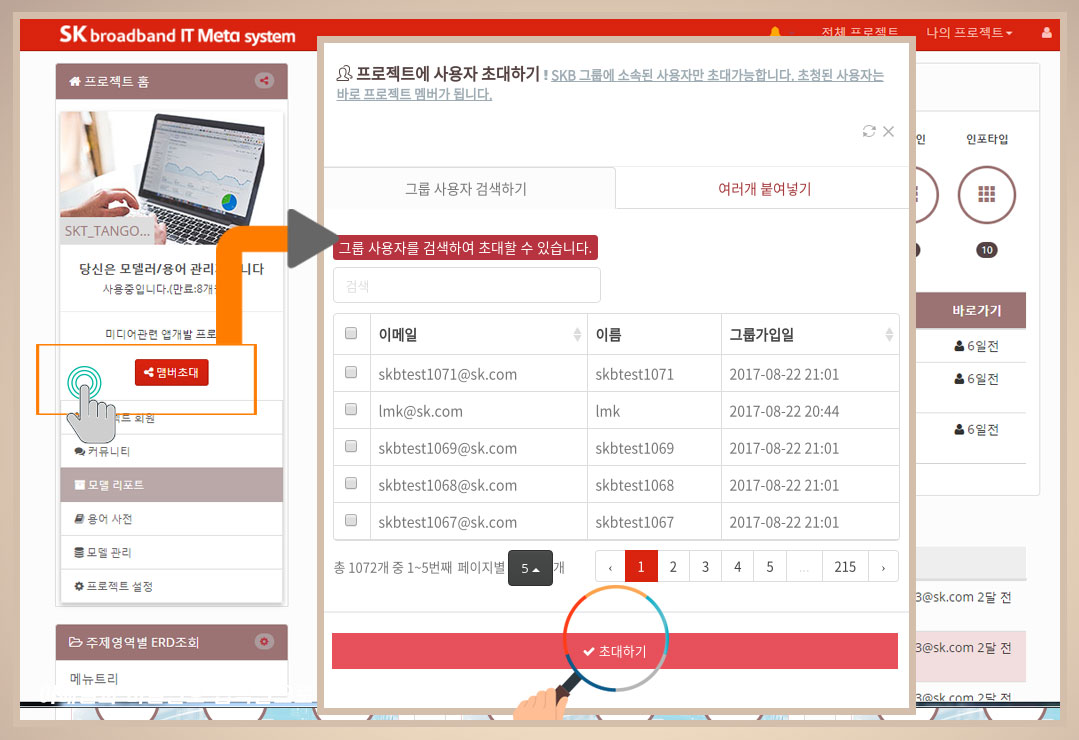 SK broadband IT Meta system
전체 프로젝트
나의 프로젝트
프로젝트 홈
SKT_TANGO...
당신은 모델러/용어 관리
니다
사용중입니다.(만료:8개
미디어관련 앱개발 프로
멤버초대
트 회원
커뮤니티
모델 리포트
용어 사전
모델 관리
프로젝트 설정
주제영역별 ERD조회
메뉴트리
프로젝트에 사용자 초대하기 ! SKB 그룹에 소속된 사용자만 초대가능합니다. 초청된 사용자는
바로 프로젝트 멤버가 됩니다.
그룹 사용자 검색하기
여러개 붙여넣기
그룹 사용자를 검색하여 초대할 수 있습니다.
검색
이메일 이름 그룹가입일
skbtest1071@sk.com skbtest1071 2017-08-22 21:01
lmk@sk.com lmk 2017-08-22 20:44
skbtest1069@sk.com skbtest1069 2017-08-22 21:01
skbtest1068@sk.com skbtest1068 2017-08-22 21:01
skbtest1067@sk.com skbtest1067 2017-08-22 21:01
총 1072개 중 1~5번째 페이지별 5 개
‹ 1 2 3 4 5 ... 215 ›
초대하기
인
인포타입
10
바로가기
6일전
6일전
6일전
3@sk.com 2달 전
3@sk.com 2달 전
3@sk.com 2달 전